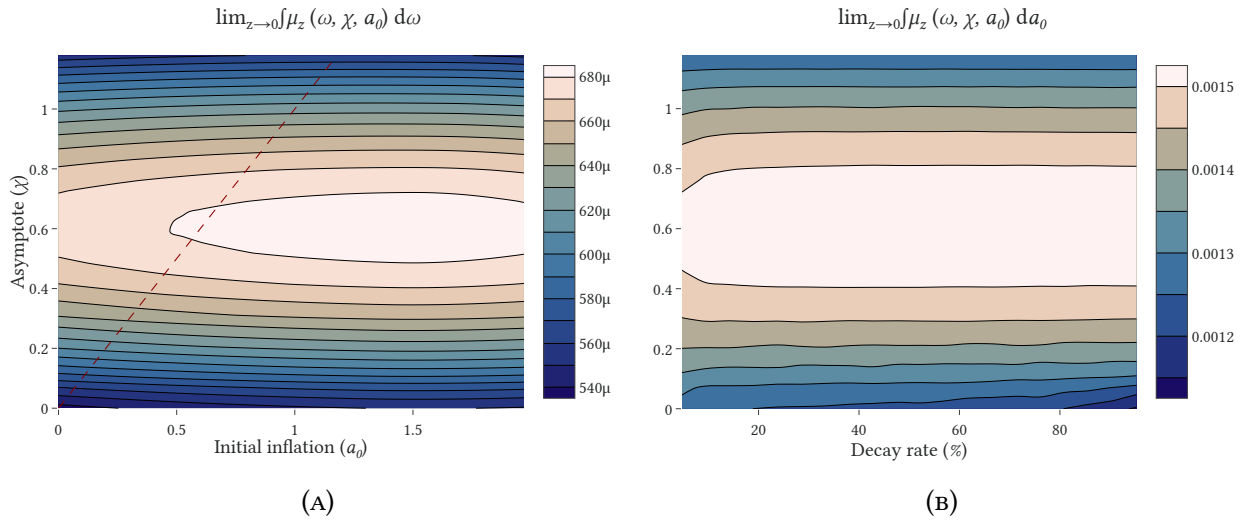 lim_{z→0}∫μ_z (ω, χ, a_0) dω
680μ
660μ
640μ
620μ
600μ
580μ
560μ
540μ
1
0.8
0.6
0.4
0.2
0
Asymptote (χ)
0
0.5
1
1.5
Initial inflation (a_0)
(A)
lim_{z→0}∫μ_z (ω, χ, a_0) da_0
1
0.8
0.6
0.4
0.2
0
20
40
60
80
Decay rate (%)
0.0015
0.0014
0.0013
0.0012
(B)